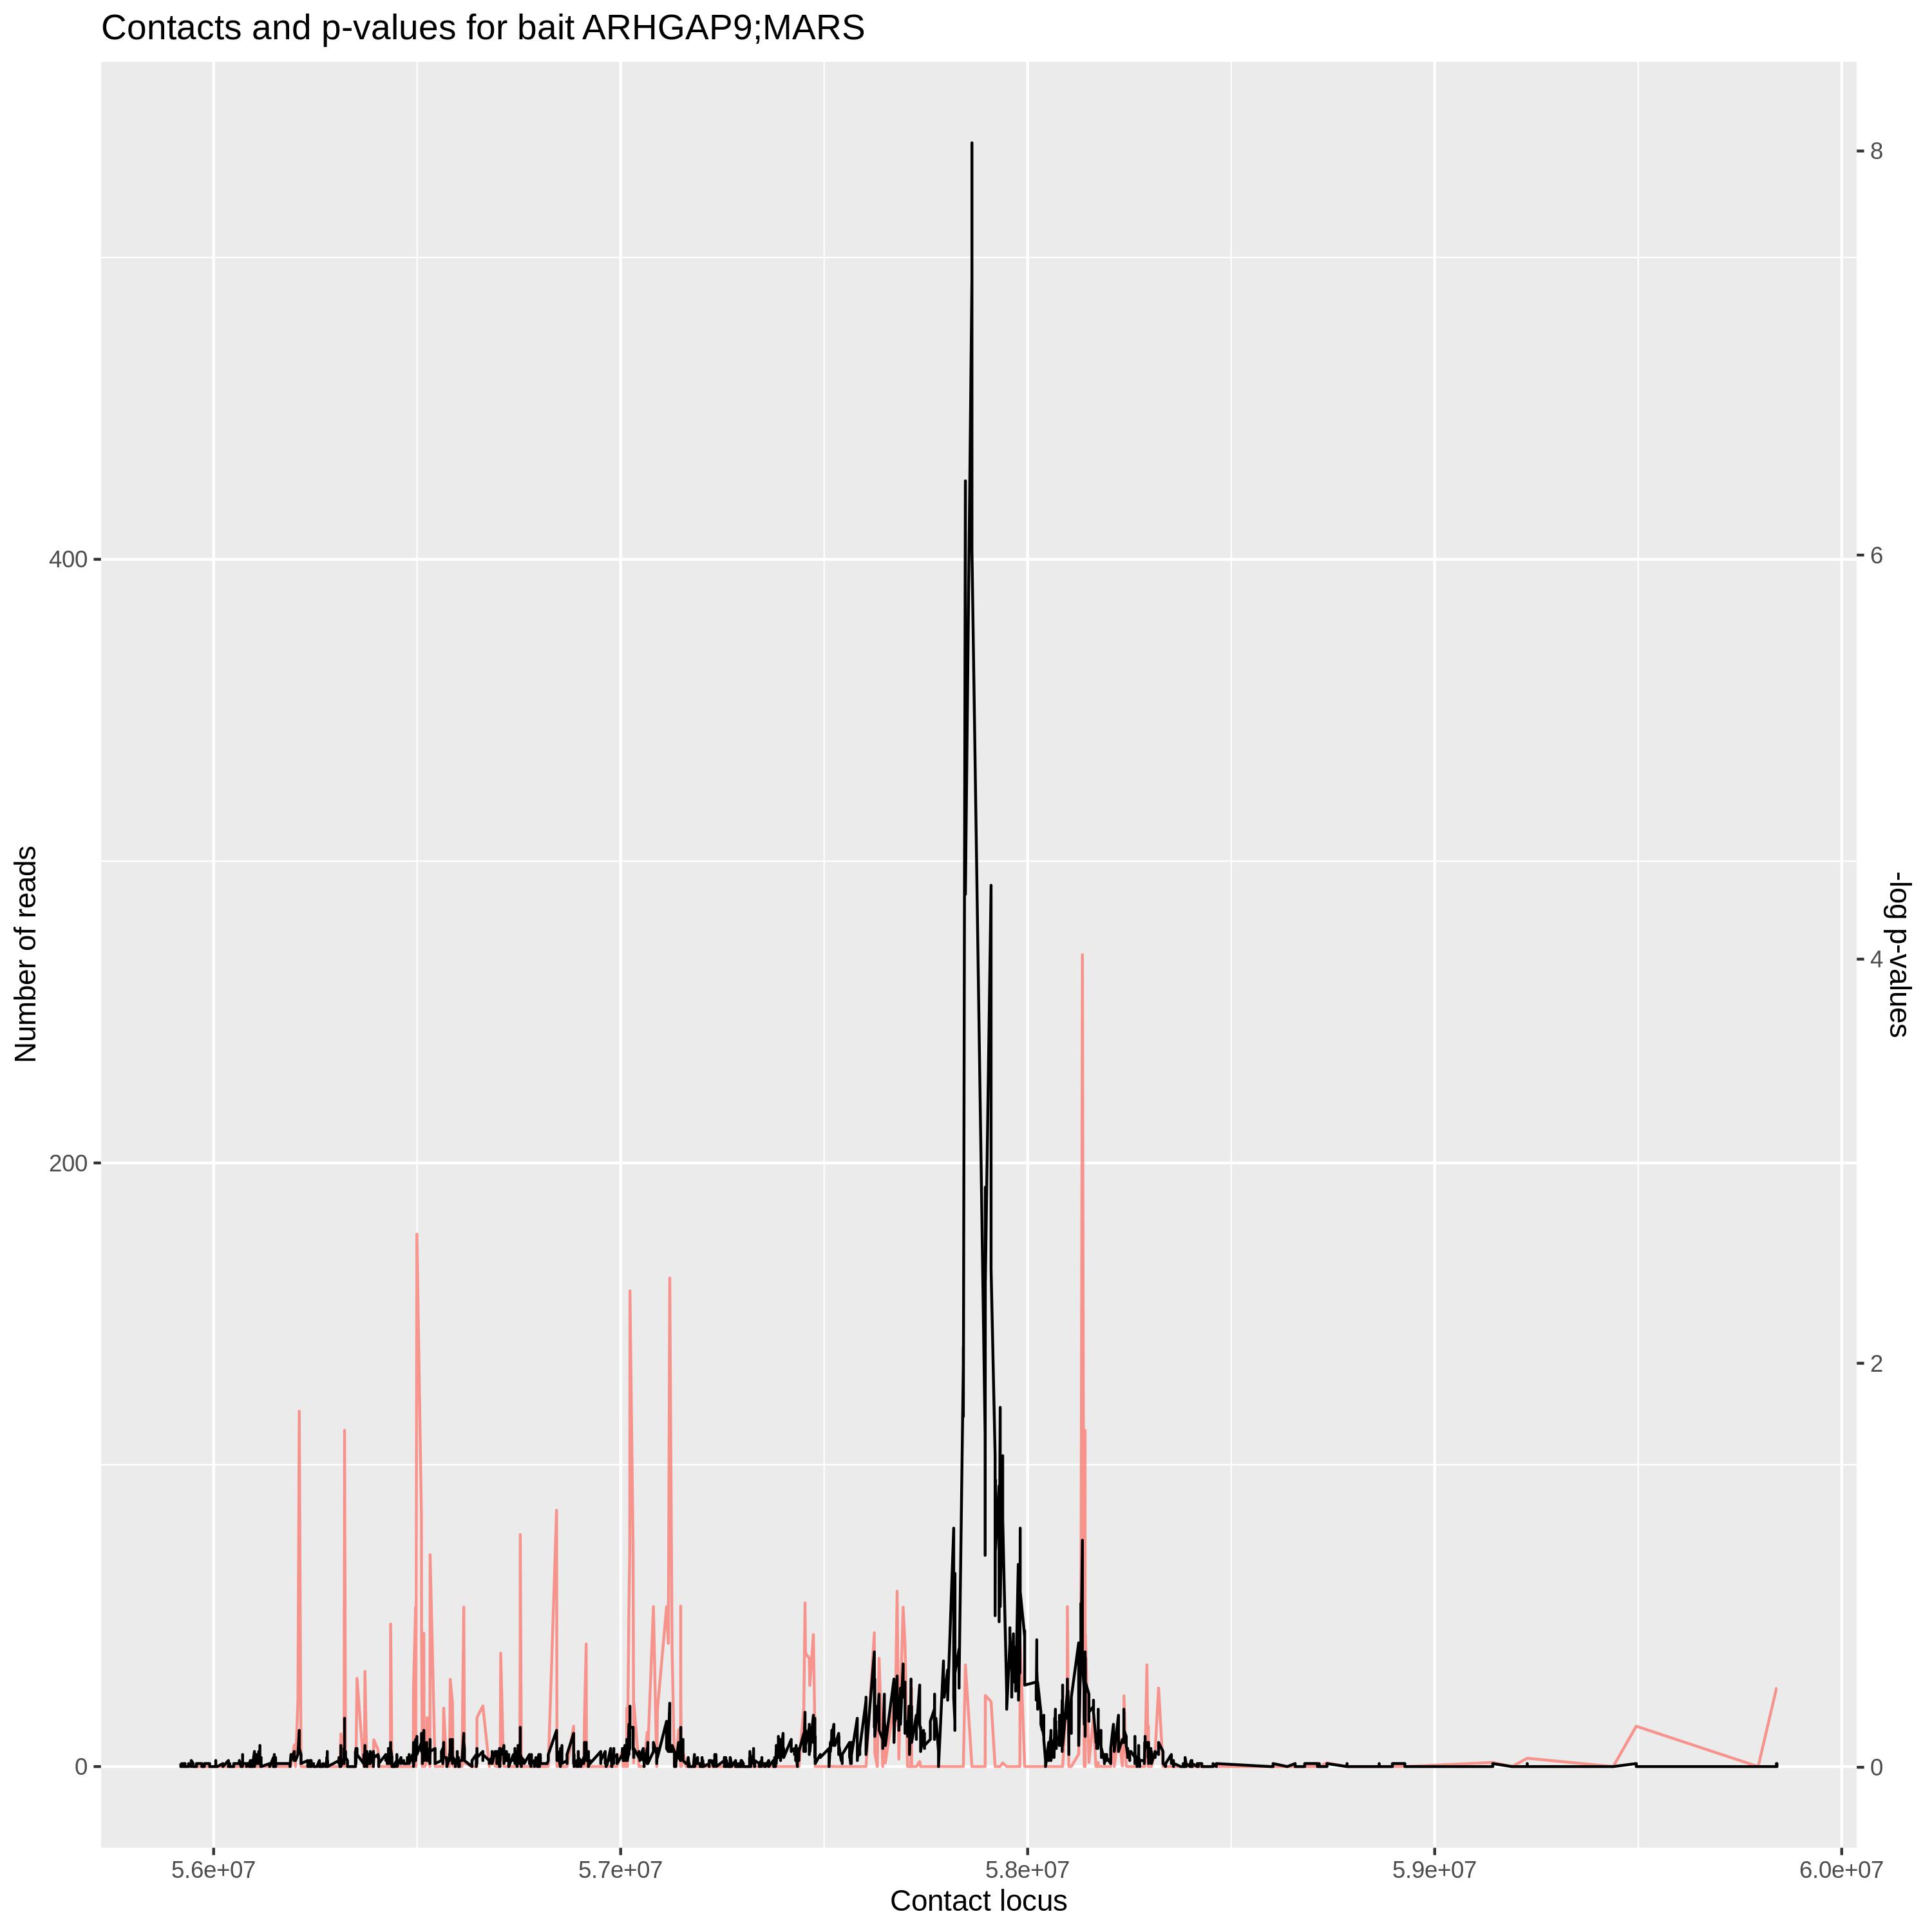 Contacts and p-values for bait ARHGAP9;MARS
Number of reads
400
200
0
8
6
4
2
0
-log p-values
5.6e+07
5.7e+07
5.8e+07
5.9e+07
6.0e+07
Contact locus